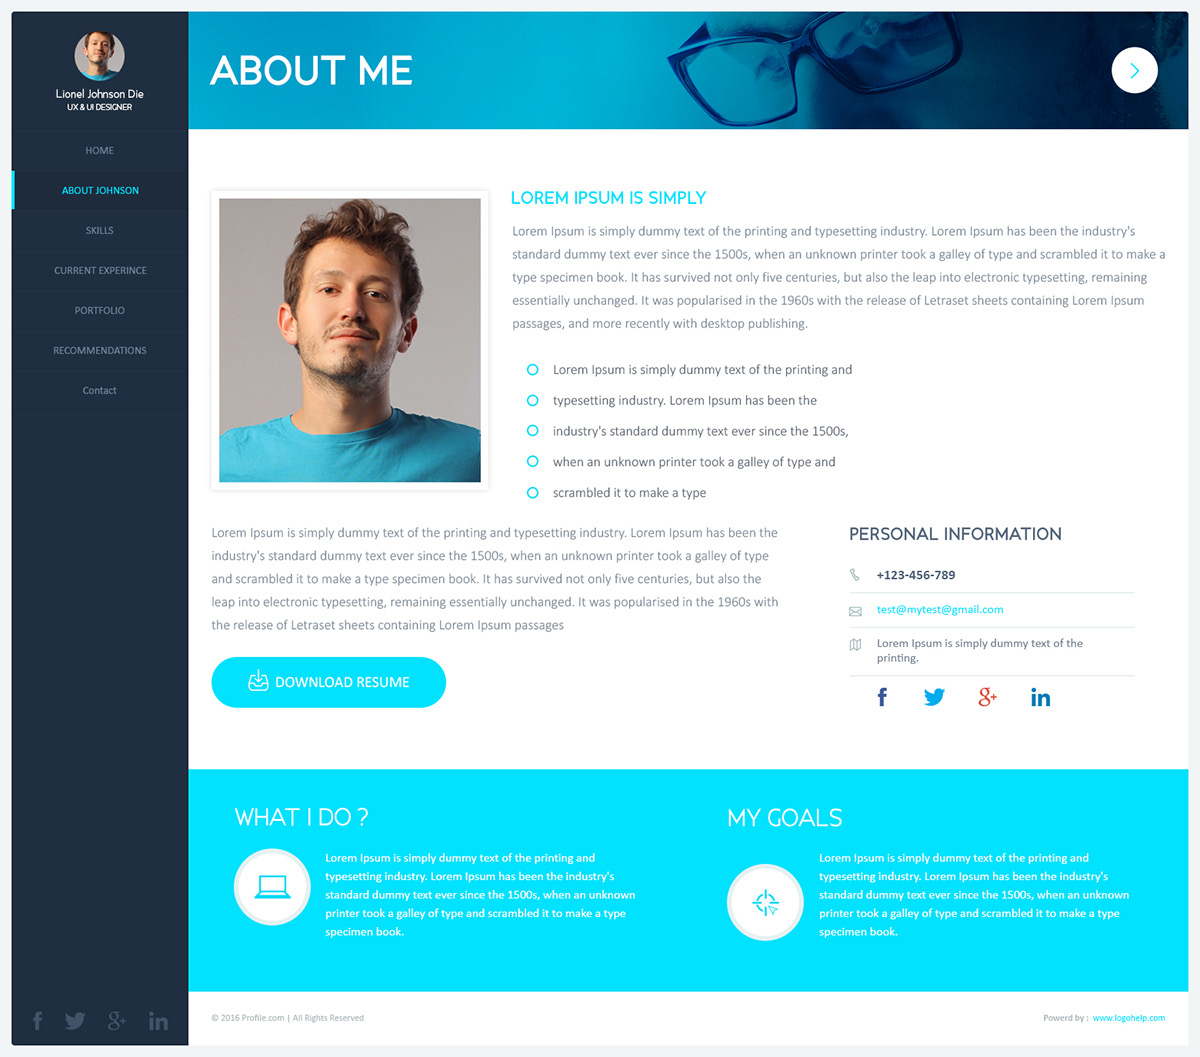 Lionel Johnson Die
UX & UI DESIGNER
HOME
ABOUT JOHNSON
SKILLS
CURRENT EXPERINCE
PORTFOLIO
RECOMMENDATIONS
Contact
ABOUT ME
LOREM IPSUM IS SIMPLY
Lorem Ipsum is simply dummy text of the printing and typesetting industry. Lorem Ipsum has been the industry's
standard dummy text ever since the 1500s, when an unknown printer took a galley of type and scrambled it to make a
type specimen book. It has survived not only five centuries, but also the leap into electronic typesetting, remaining
essentially unchanged. It was popularised in the 1960s with the release of Letraset sheets containing Lorem Ipsum
passages, and more recently with desktop publishing.
Lorem Ipsum is simply dummy text of the printing and
typesetting industry. Lorem Ipsum has been the
industry's standard dummy text ever since the 1500s,
when an unknown printer took a galley of type and
scrambled it to make a type
Lorem Ipsum is simply dummy text of the printing and typesetting industry. Lorem Ipsum has been the
industry's standard dummy text ever since the 1500s, when an unknown printer took a galley of type
and scrambled it to make a type specimen book. It has survived not only five centuries, but also the
leap into electronic typesetting, remaining essentially unchanged. It was popularised in the 1960s with
the release of Letraset sheets containing Lorem Ipsum passages
DOWNLOAD RESUME
PERSONAL INFORMATION
+123-456-789
test@mytest@gmail.com
Lorem Ipsum is simply dummy text of the
printing.
f g+ in
WHAT I DO ?
Lorem Ipsum is simply dummy text of the printing and
typesetting industry. Lorem Ipsum has been the industry's
standard dummy text ever since the 1500s, when an unknown
printer took a galley of type and scrambled it to make a type
specimen book.
MY GOALS
Lorem Ipsum is simply dummy text of the printing and
typesetting industry. Lorem Ipsum has been the industry's
standard dummy text ever since the 1500s, when an unknown
printer took a galley of type and scrambled it to make a type
specimen book.
f g+ in
© 2016 Profile.com | All Rights Reserved
Powerd by : www.logohelp.com